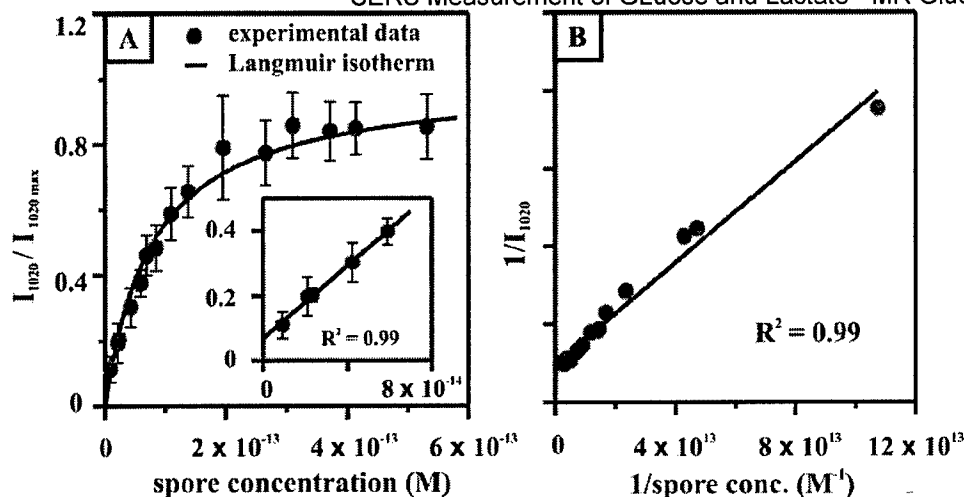 SERS Measurement of GLucose and Lactate - MR Gluc
A
● experimental data
— Langmuir isotherm
I₁₀₂₀ / I₁₀₂₀ max
1.2
0.8
0.4
0
0 2 x 10⁻¹³ 4 x 10⁻¹³ 6 x 10⁻¹³
spore concentration (M)
0.4
0.2
0
R² = 0.99
0 8 x 10⁻¹⁴
B
1/I₁₀₂₀
R² = 0.99
0 4 x 10¹³ 8 x 10¹³ 12 x 10¹³
1/spore conc. (M⁻¹)